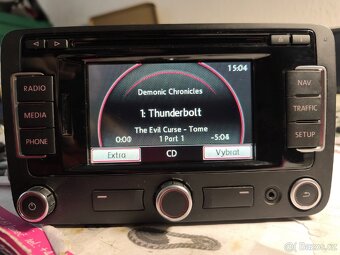 15:04
Demonic Chronicles
RADIO
NAV
1: Thunderbolt
MEDIA
TRAFFIC
The Evil Curse - Tome
0:00
1 Part 1
-5:04
PHONE
SETUP
Extra
CD
Vybrat